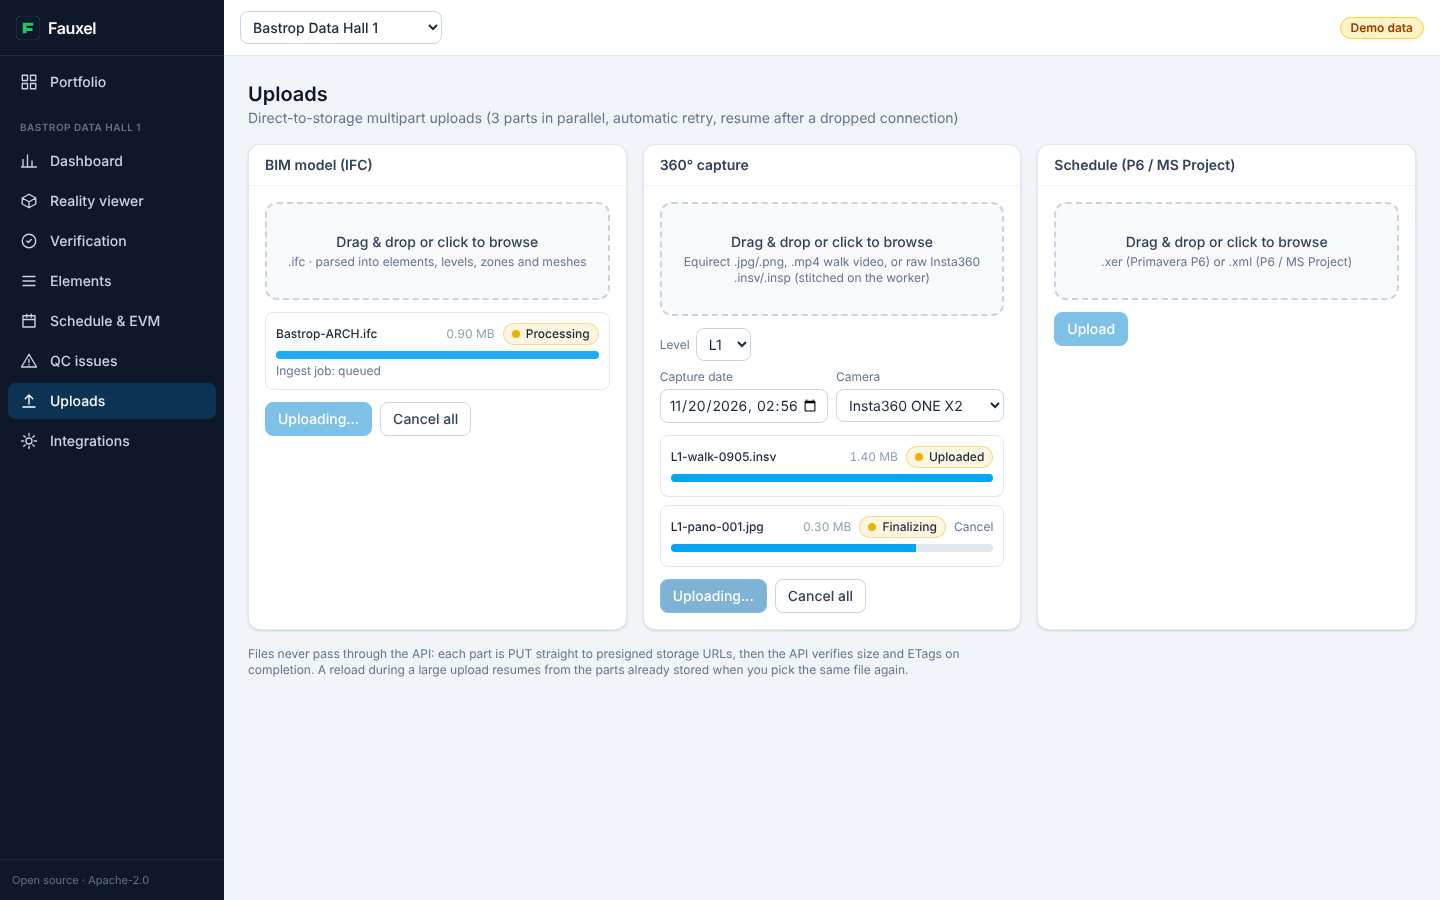 Fauxel
Portfolio
BASTROP DATA HALL 1
Dashboard
Reality viewer
Verification
Elements
Schedule & EVM
QC issues
Uploads
Integrations
Open source · Apache-2.0
Bastrop Data Hall 1
Demo data
Uploads
Direct-to-storage multipart uploads (3 parts in parallel, automatic retry, resume after a dropped connection)
BIM model (IFC)
Drag & drop or click to browse
.ifc · parsed into elements, levels, zones and meshes
Bastrop-ARCH.ifc 0.90 MB Processing
Ingest job: queued
Uploading... Cancel all
360° capture
Drag & drop or click to browse
Equirect .jpg/.png, .mp4 walk video, or raw Insta360
.insv/.insp (stitched on the worker)
Level L1
Capture date Camera
11/20/2026, 02:56 Insta360 ONE X2
L1-walk-0905.insv 1.40 MB Uploaded
L1-pano-001.jpg 0.30 MB Finalizing Cancel
Uploading... Cancel all
Schedule (P6 / MS Project)
Drag & drop or click to browse
.xer (Primavera P6) or .xml (P6 / MS Project)
Upload
Files never pass through the API: each part is PUT straight to presigned storage URLs, then the API verifies size and ETags on
completion. A reload during a large upload resumes from the parts already stored when you pick the same file again.